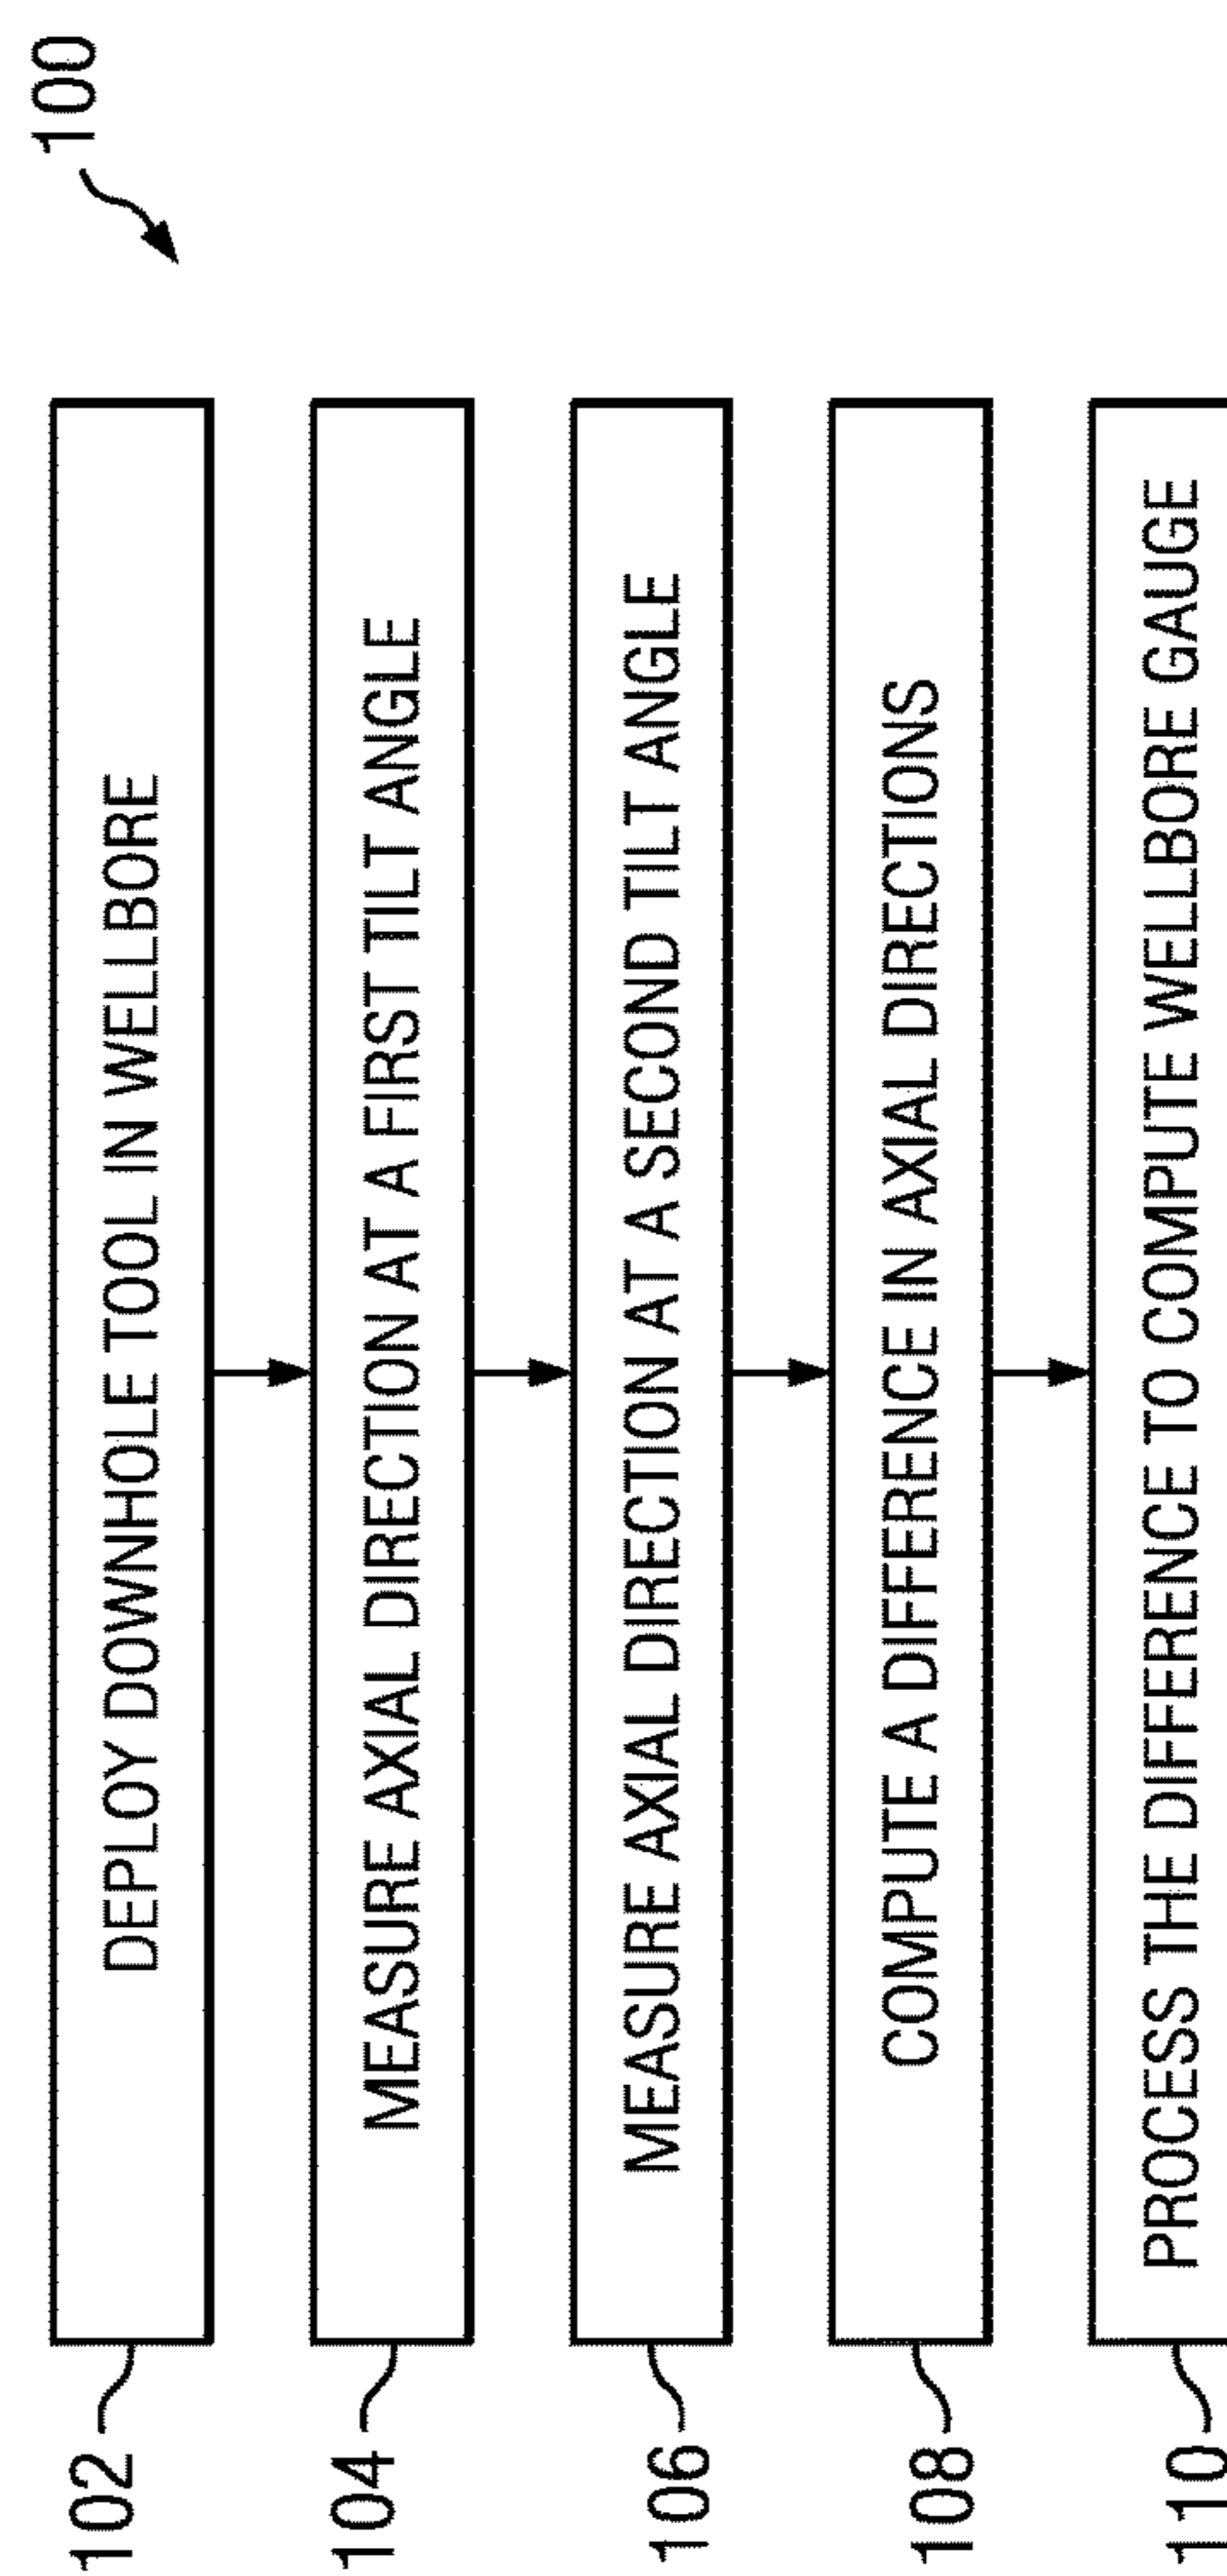 100
102
DEPLOY DOWNHOLE TOOL IN WELLBORE
104
MEASURE AXIAL DIRECTION AT A FIRST TILT ANGLE
106
MEASURE AXIAL DIRECTION AT A SECOND TILT ANGLE
108
COMPUTE A DIFFERENCE IN AXIAL DIRECTIONS
110
PROCESS THE DIFFERENCE TO COMPUTE WELLBORE GAUGE